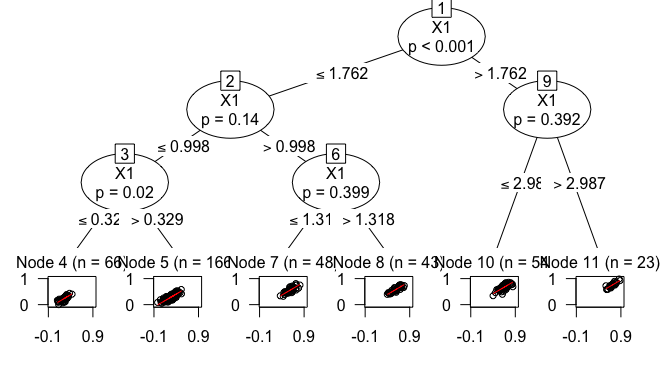 1
X1
p < 0.001
≤ 1.762
> 1.762
2
X1
p = 0.14
9
X1
p = 0.392
≤ 0.998
> 0.998
3
X1
p = 0.02
6
X1
p = 0.399
≤ 2.98
> 2.987
≤ 0.32
> 0.329
≤ 1.31
> 1.318
Node 4 (n = 66)
Node 5 (n = 166
Node 7 (n = 48)
Node 8 (n = 43)
Node 10 (n = 54
Node 11 (n = 23)
1
0
1
0
1
0
1
0
1
0
1
0
-0.1 0.9
-0.1 0.9
-0.1 0.9
-0.1 0.9
-0.1 0.9
-0.1 0.9